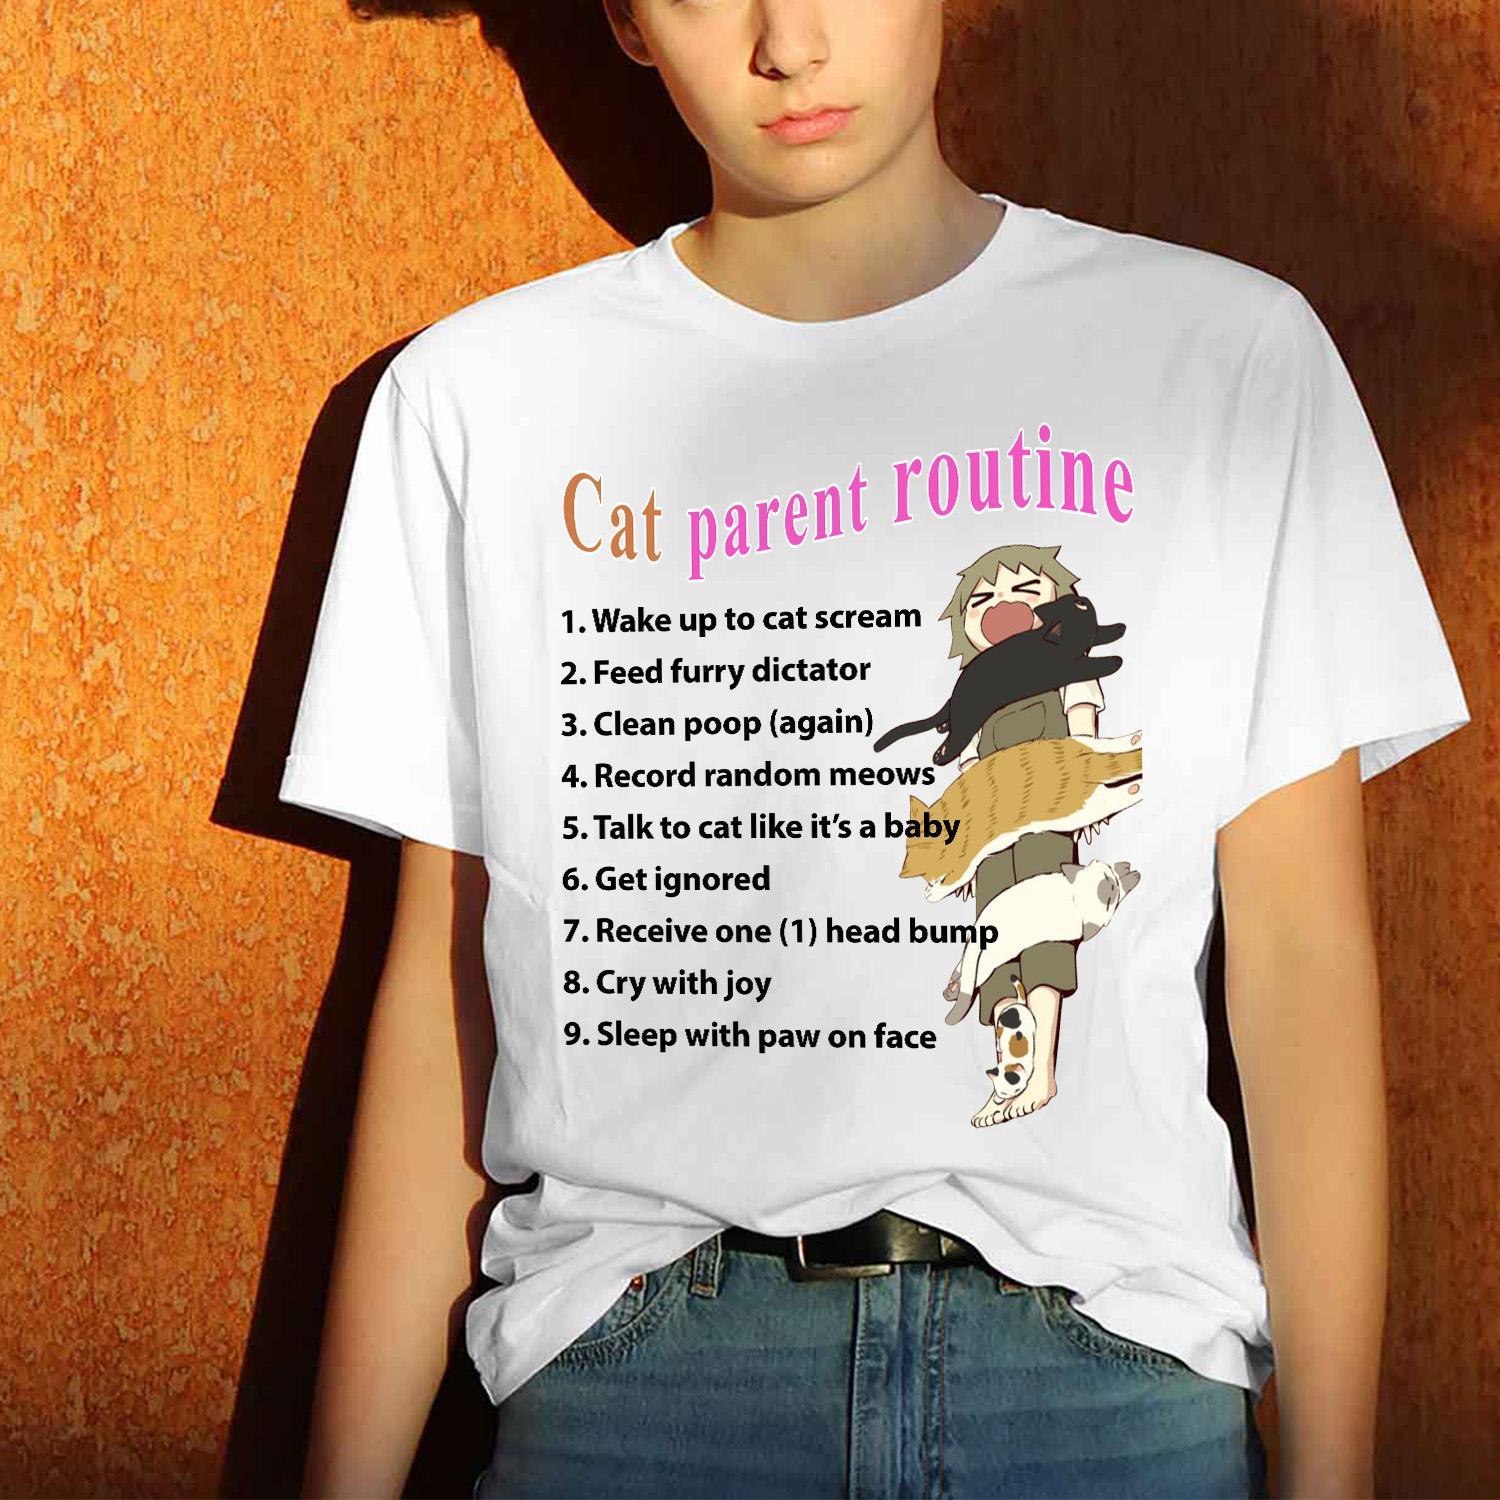 Cat parent routine
1. Wake up to cat scream
2. Feed furry dictator
3. Clean poop (again)
4. Record random meows
5. Talk to cat like it's a baby
6. Get ignored
7. Receive one (1) head bump
8. Cry with joy
9. Sleep with paw on face